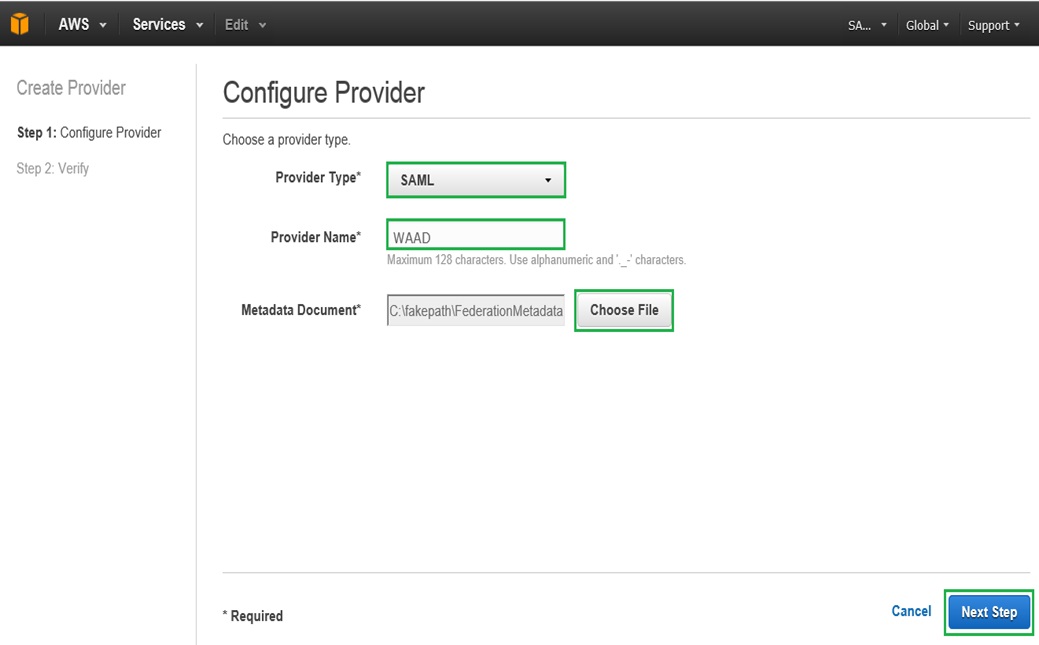 AWS Services Edit SA... Global Support
Create Provider
Step 1: Configure Provider
Step 2: Verify
Configure Provider
Choose a provider type.
Provider Type* SAML
Provider Name* WAAD
Maximum 128 characters. Use alphanumeric and '._-' characters.
Metadata Document* C:\fakepath\FederationMetadata Choose File
* Required Cancel Next Step